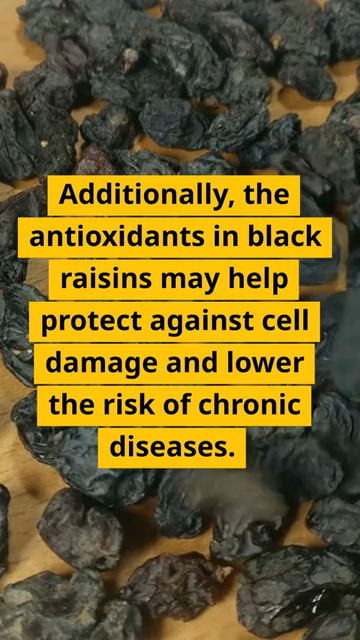 Additionally, the
antioxidants in black
raisins may help
protect against cell
damage and lower
the risk of chronic
diseases.